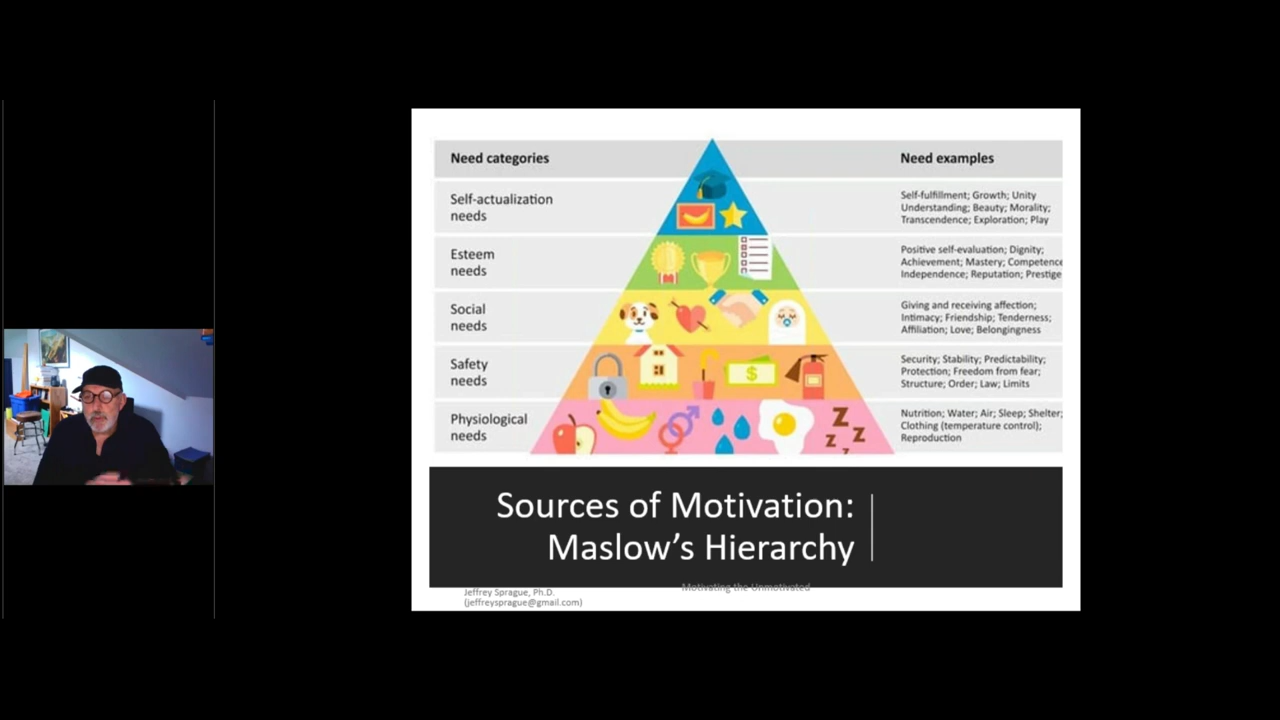 Need categories
Need examples
Self-actualization
needs
Self-fulfillment; Growth; Unity
Understanding; Beauty; Morality;
Transcendence; Exploration; Play
Esteem
needs
Positive self-evaluation; Dignity;
Achievement; Mastery; Competence
Independence; Reputation; Prestige
Social
needs
Giving and receiving affection;
Intimacy; Friendship; Tenderness;
Affiliation; Love; Belongingness
Safety
needs
$
Security; Stability; Predictability;
Protection; Freedom from fear;
Structure; Order; Law; Limits
Physiological
needs
Z
Z Z
Z
Nutrition; Water; Air; Sleep; Shelter;
Clothing (temperature control);
Reproduction
Sources of Motivation:
Maslow’s Hierarchy
Motivating the Unmotivated
Jeffrey Sprague, Ph.D.
(jeffreysprague@gmail.com)